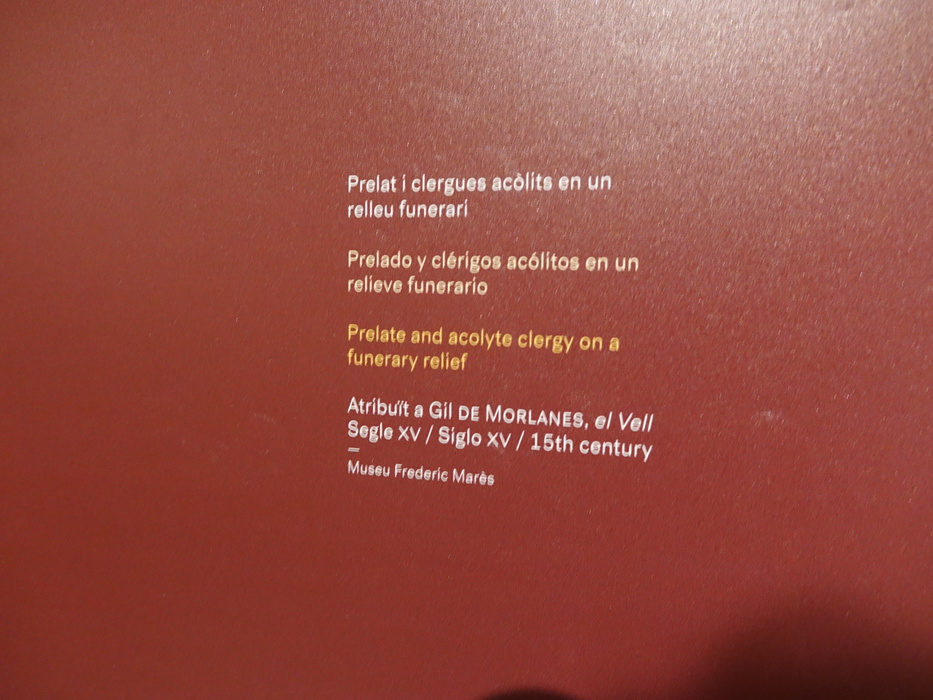 Prelat i clergues acòlits en un
relleu funerari
Prelado y clérigos acólitos en un
relieve funerario
Prelate and acolyte clergy on a
funerary relief
Atribuït a Gil DE MORLANES, el Vell
Segle XV / Siglo XV / 15th century
Museu Frederic Marès